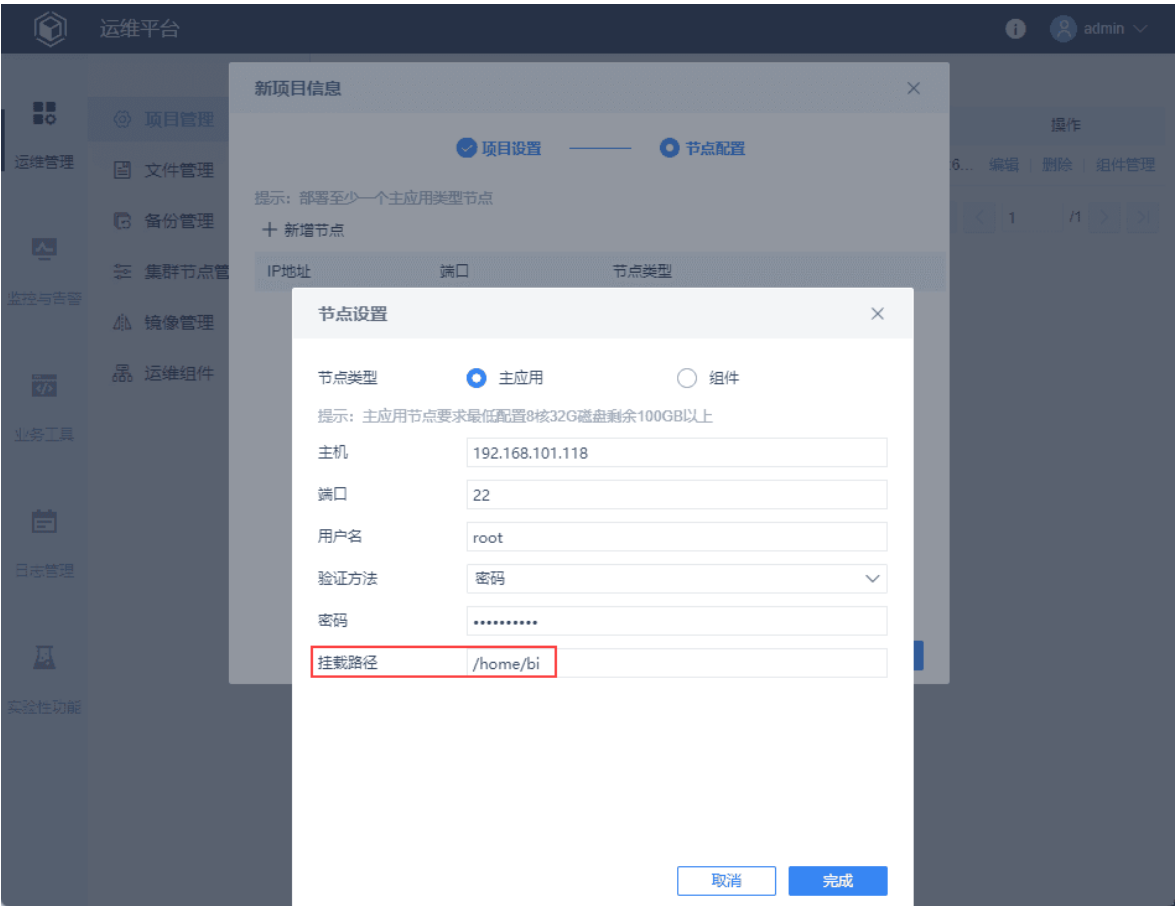 运维平台
admin
运维管理
监控与告警
业务工具
日志管理
实验性功能
项目管理
文件管理
备份管理
集群节点管
镜像管理
运维组件
操作
6... 编辑 删除 组件管理
1 /1
新项目信息
项目设置 节点配置
提示：部署至少一个主应用类型节点
新增节点
IP地址 端口 节点类型
节点设置
节点类型 主应用 组件
提示：主应用节点要求最低配置8核32G磁盘剩余100GB以上
主机 192.168.101.118
端口 22
用户名 root
验证方法 密码
密码 ••••••••••
挂载路径 /home/bi
取消 完成